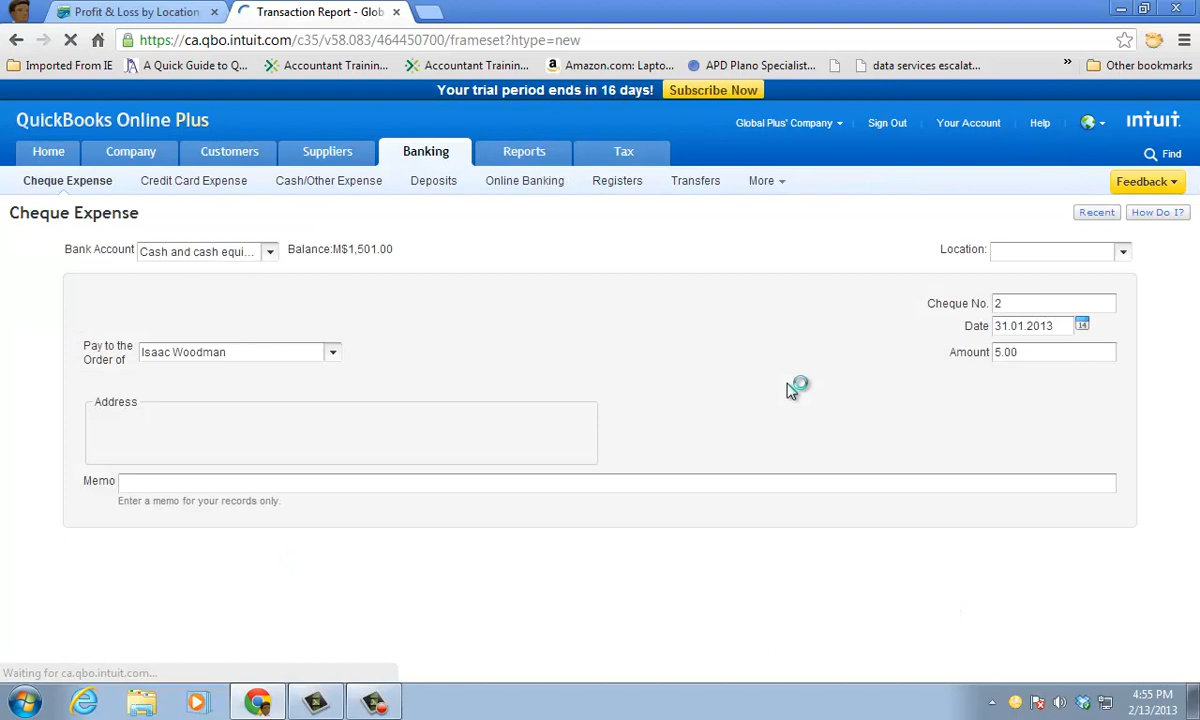 Profit & Loss by Location
Transaction Report - Glob
https://ca.qbo.intuit.com/c35/v58.083/464450700/frameset?htype=new
Imported From IE
A Quick Guide to Q...
Accountant Trainin...
Accountant Trainin...
Amazon.com: Lapto...
APD Plano Specialist...
data services escalat...
»
Other bookmarks
Your trial period ends in 16 days! Subscribe Now
QuickBooks Online Plus
Global Plus' Company
Sign Out
Your Account
Help
intuit.
Home
Company
Customers
Suppliers
Banking
Reports
Tax
Find
Cheque Expense
Credit Card Expense
Cash/Other Expense
Deposits
Online Banking
Registers
Transfers
More
Feedback
Cheque Expense
Recent
How Do I?
Bank Account Cash and cash equi... Balance:M$1,501.00
Location:
Cheque No. 2
Date 31.01.2013
14
Pay to the
Order of
Isaac Woodman
Amount 5.00
Address
Memo
Enter a memo for your records only.
Waiting for ca.qbo.intuit.com...
4:55 PM
2/13/2013